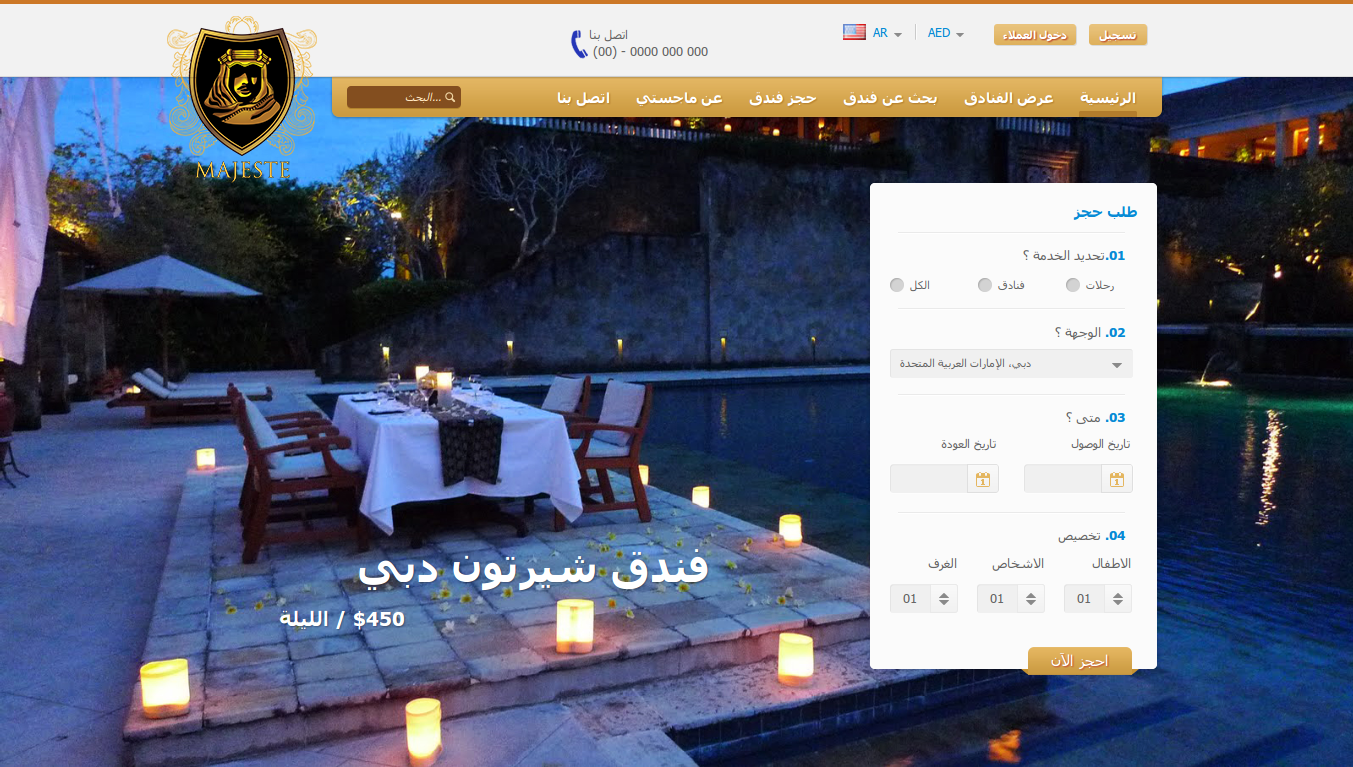 تسجيل
دخول العملاء
AED
AR
اتصل بنا
(00) - 0000 000 000
MAJESTE
الرئيسية
عرض الفنادق
بحث عن فندق
حجز فندق
عن ماجستي
اتصل بنا
البحث...
طلب حجز
01.تحديد الخدمة ؟
رحلات
فنادق
الكل
02. الوجهة ؟
دبي، الإمارات العربية المتحدة
03. متى ؟
تاريخ الوصول
تاريخ العودة
1
1
04. تخصيص
الاطفال
الاشخاص
الغرف
01
01
01
احجز الآن
فندق شيرتون دبي
450$ / الليلة